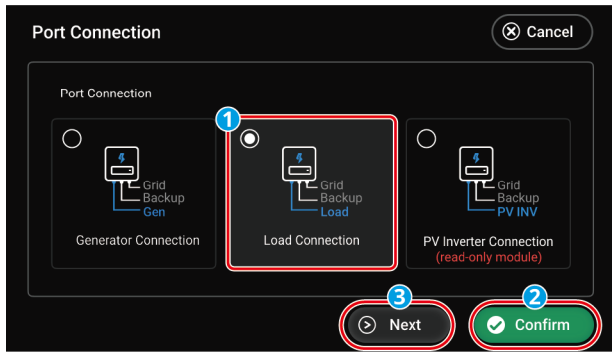 Port Connection
Cancel
Port Connection
1
Grid
Backup
Gen
Generator Connection
Grid
Backup
Load
Load Connection
Grid
Backup
PV INV
PV Inverter Connection
(read-only module)
3
Next
2
Confirm